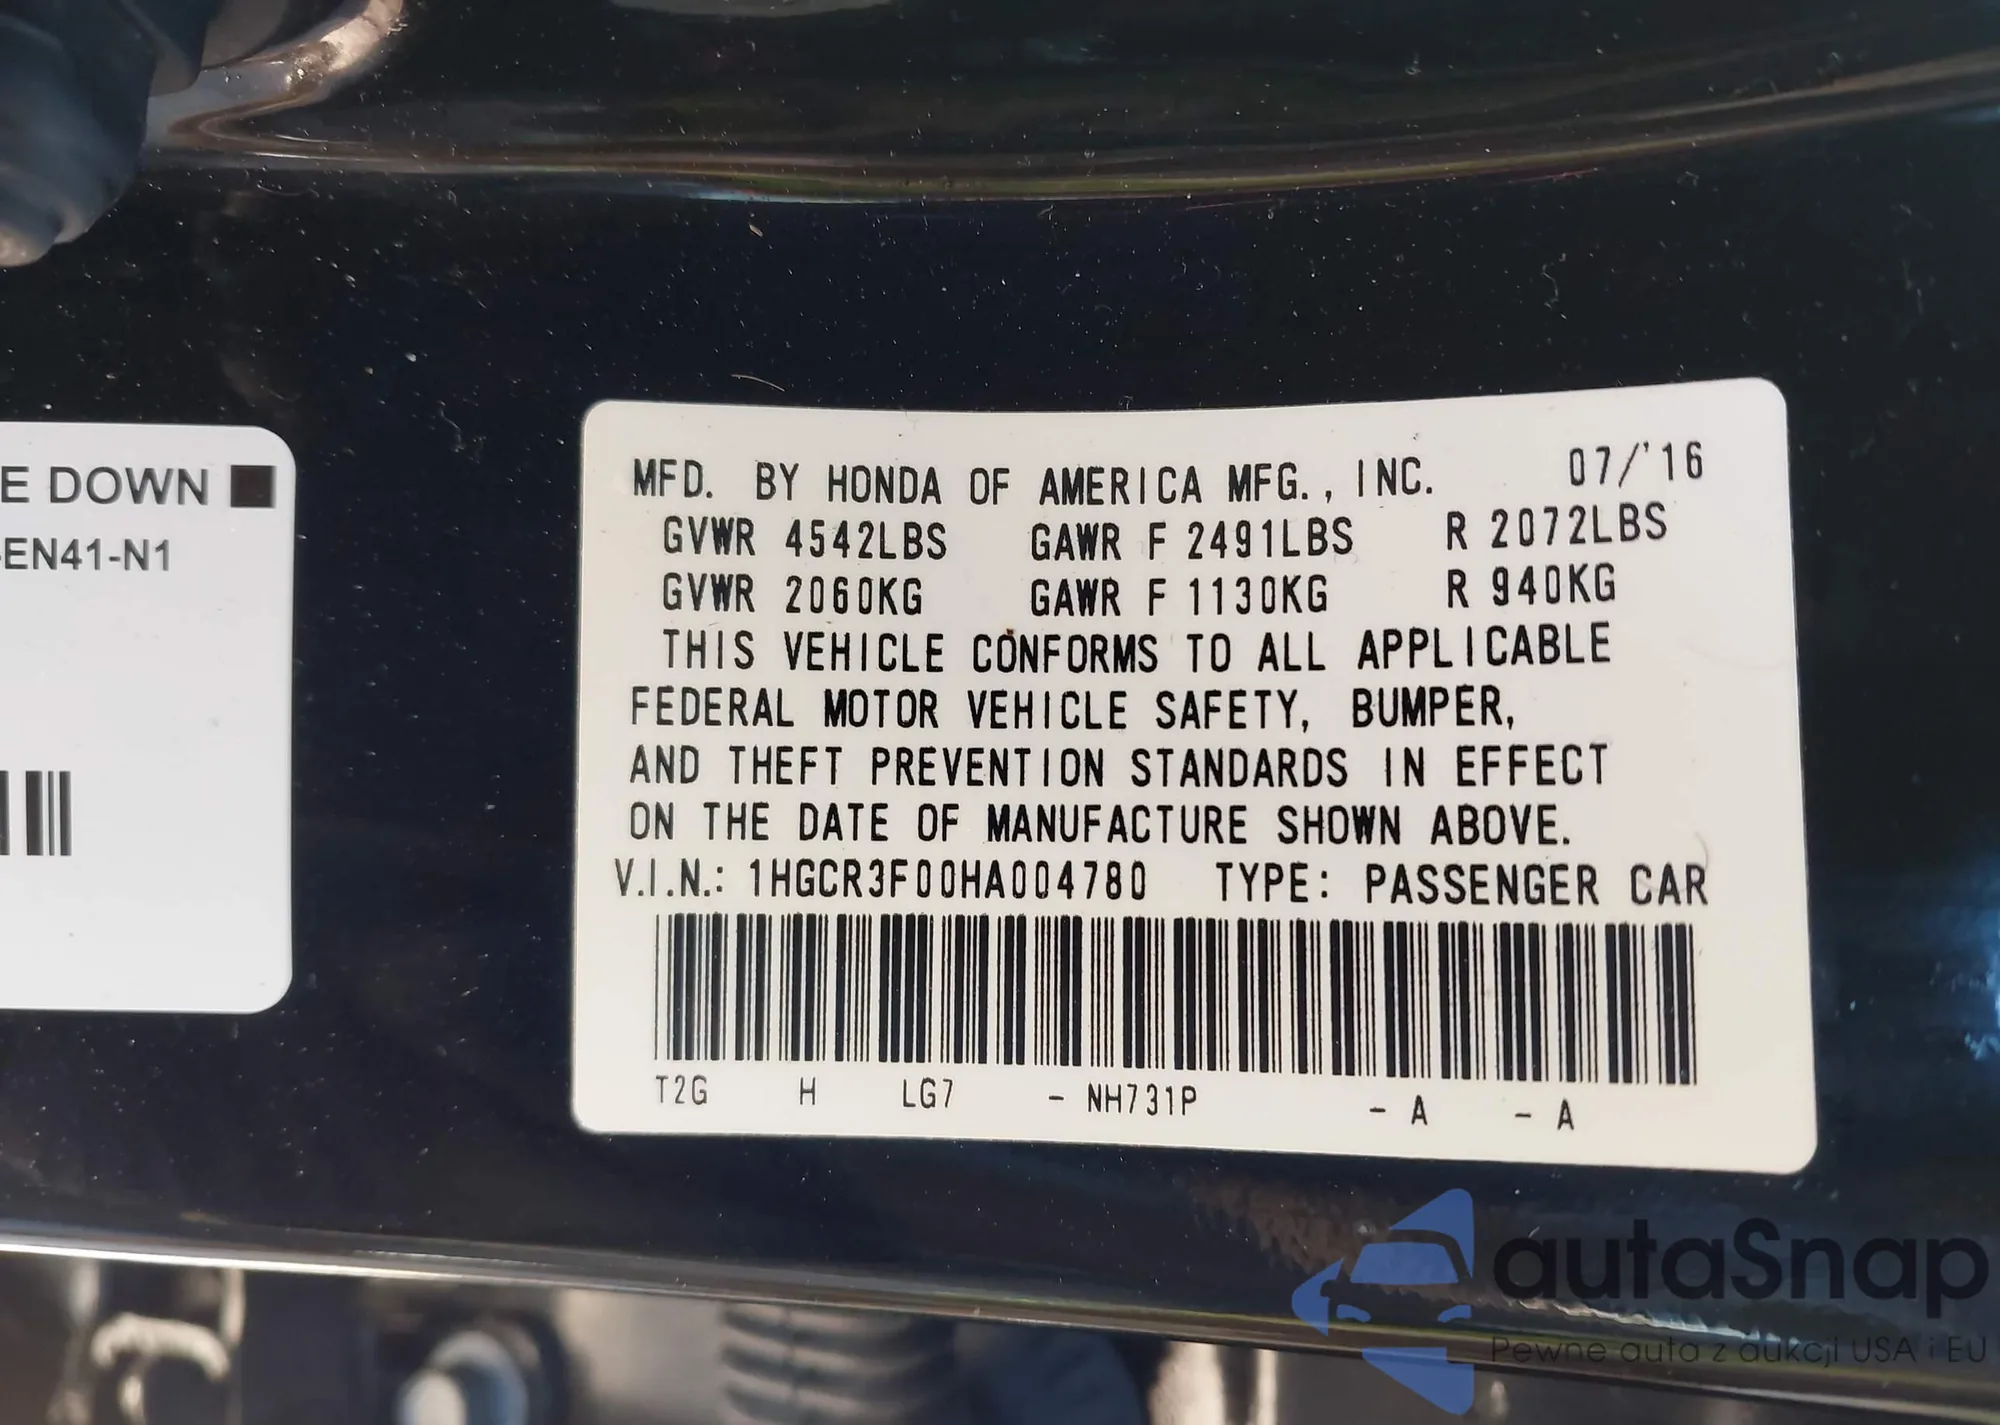 E DOWN
-EN41-N1
MFD. BY HONDA OF AMERICA MFG., INC. 07/'16
GVWR 4542LBS GAWR F 2491LBS R 2072LBS
GVWR 2060KG GAWR F 1130KG R 940KG
THIS VEHICLE CONFORMS TO ALL APPLICABLE
FEDERAL MOTOR VEHICLE SAFETY, BUMPER,
AND THEFT PREVENTION STANDARDS IN EFFECT
ON THE DATE OF MANUFACTURE SHOWN ABOVE.
V.I.N.: 1HGCR3F00HA004780 TYPE: PASSENGER CAR
T2G H LG7 - NH731P - A - A
autaSnap
Pewne auta z aukcji USA i EU